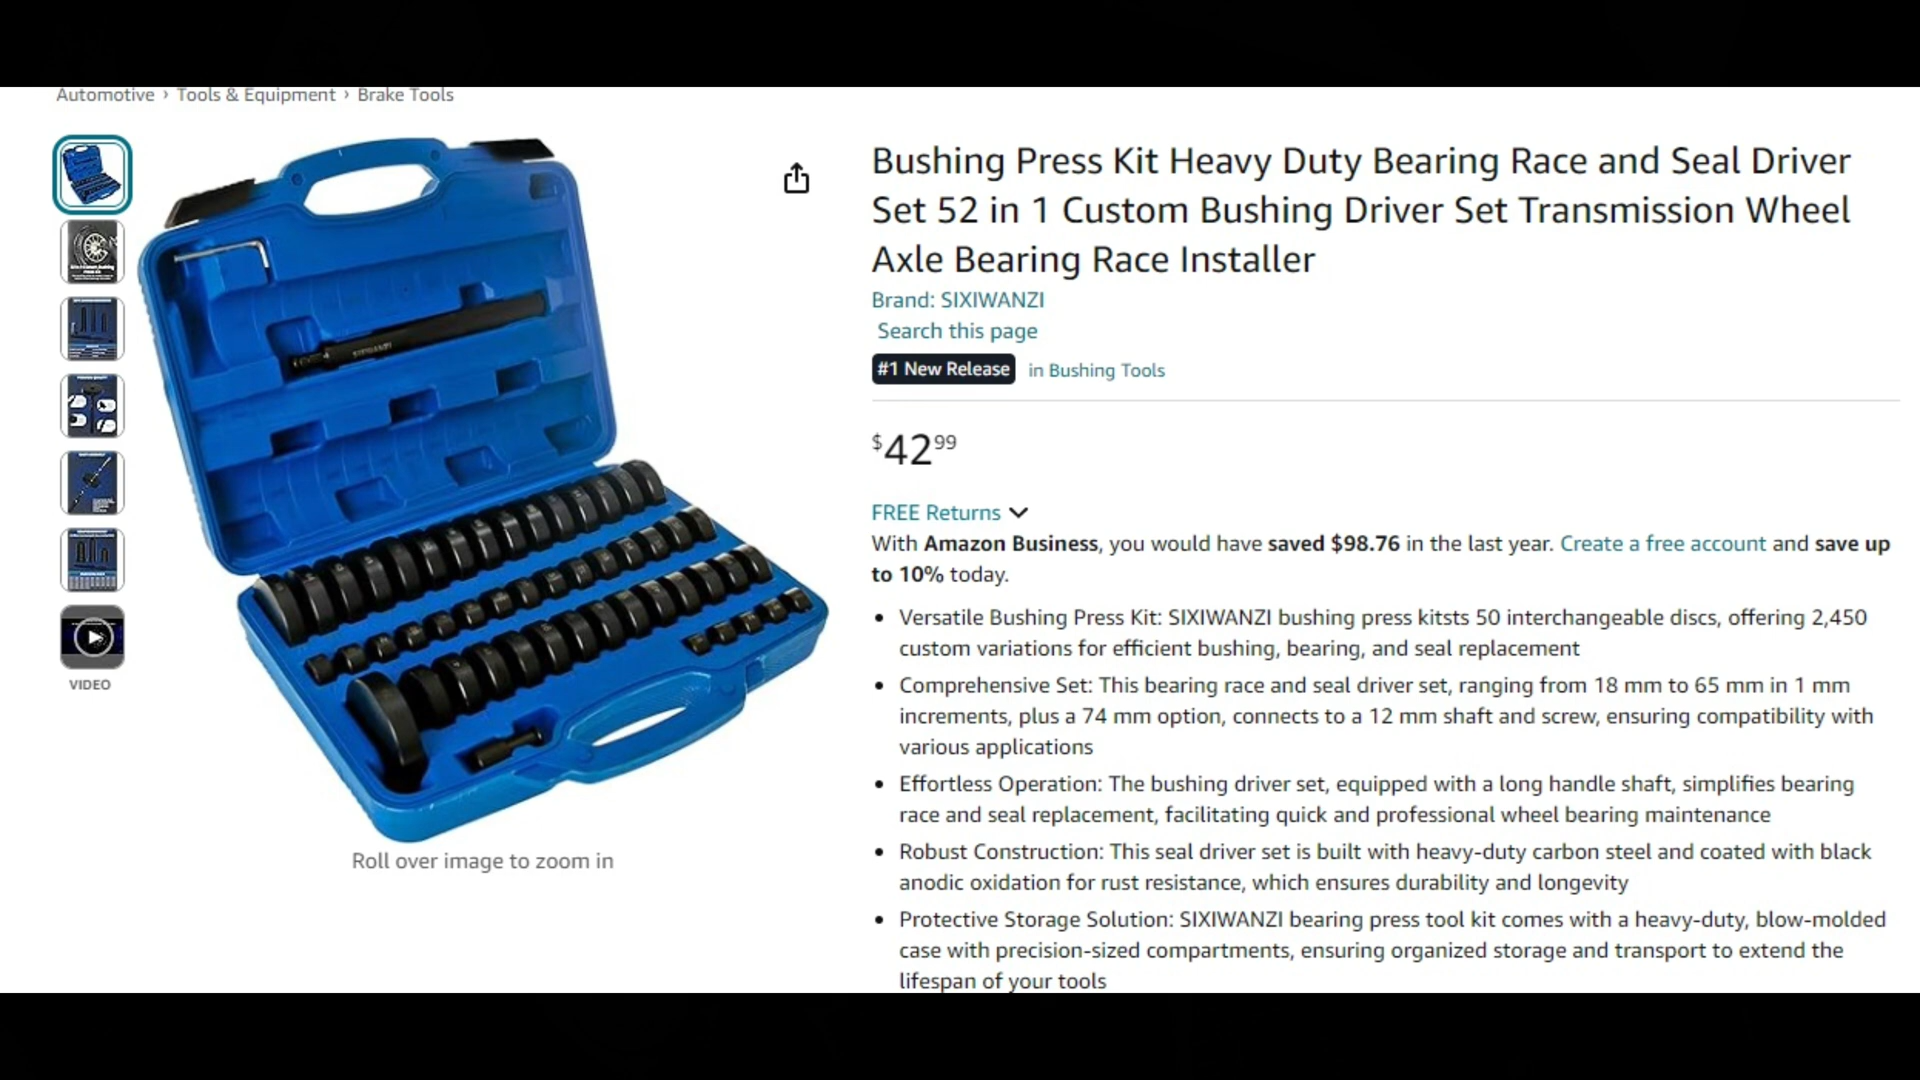 Automotive › Tools & Equipment › Brake Tools
Bushing Press Kit Heavy Duty Bearing Race and Seal Driver
Set 52 in 1 Custom Bushing Driver Set Transmission Wheel
Axle Bearing Race Installer
Brand: SIXIWANZI
Search this page
#1 New Release in Bushing Tools
$42.99
FREE Returns
With Amazon Business, you would have saved $98.76 in the last year. Create a free account and save up
to 10% today.
• Versatile Bushing Press Kit: SIXIWANZI bushing press kitsts 50 interchangeable discs, offering 2,450
custom variations for efficient bushing, bearing, and seal replacement
• Comprehensive Set: This bearing race and seal driver set, ranging from 18 mm to 65 mm in 1 mm
increments, plus a 74 mm option, connects to a 12 mm shaft and screw, ensuring compatibility with
various applications
• Effortless Operation: The bushing driver set, equipped with a long handle shaft, simplifies bearing
race and seal replacement, facilitating quick and professional wheel bearing maintenance
• Robust Construction: This seal driver set is built with heavy-duty carbon steel and coated with black
anodic oxidation for rust resistance, which ensures durability and longevity
• Protective Storage Solution: SIXIWANZI bearing press tool kit comes with a heavy-duty, blow-molded
case with precision-sized compartments, ensuring organized storage and transport to extend the
lifespan of your tools
SIXIWANZI
VIDEO
Roll over image to zoom in